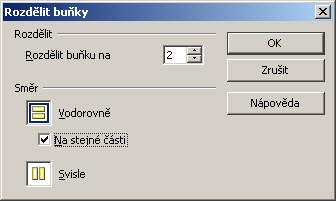 Rozdělit buňky
Rozdělit
Rozdělit buňku na
2
OK
Zrušit
Nápověda
Směr
Vodorovně
Na stejné části
Svisle